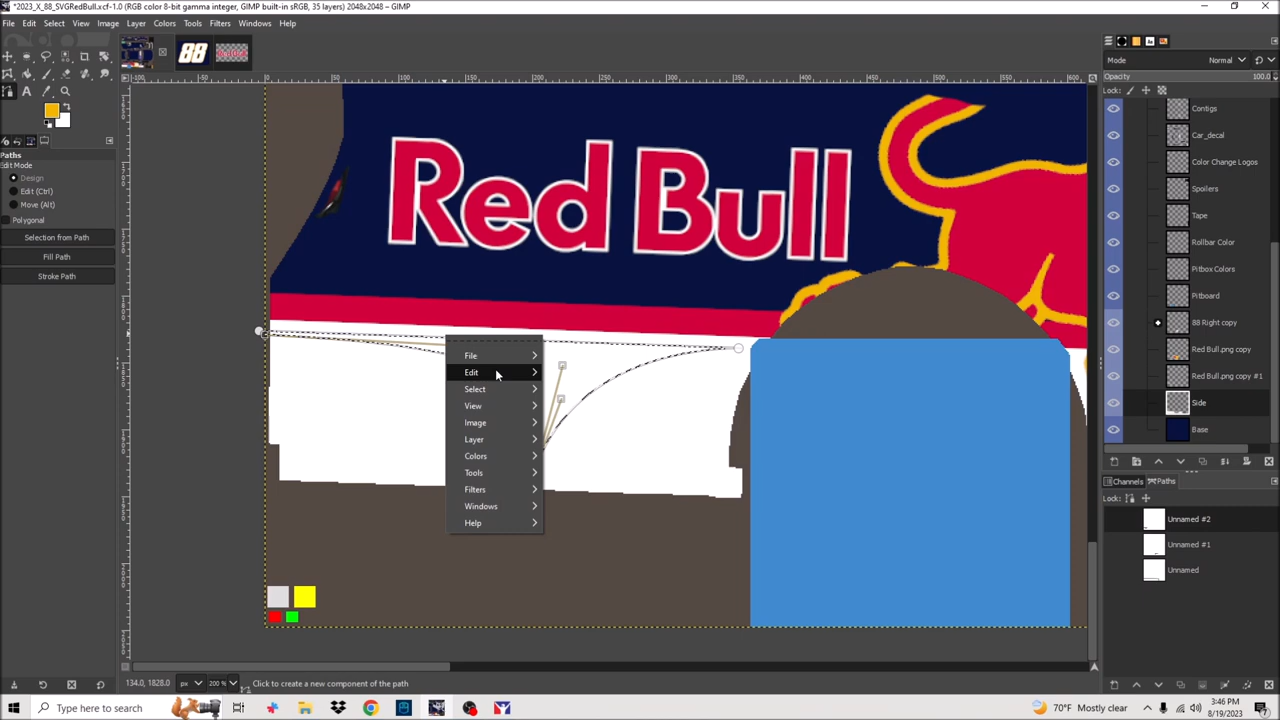 *2023_X_88_SVGRedBull.xcf-1.0 (RGB color 8-bit gamma integer, GIMP built-in sRGB, 35 layers) 2048x2048 – GIMP
File Edit Select View Image Layer Colors Tools Filters Windows Help
88
Paths
Edit Mode
Design
Edit (Ctrl)
Move (Alt)
Polygonal
Selection from Path
Fill Path
Stroke Path
Red Bull
File
Edit
Select
View
Image
Layer
Colors
Tools
Filters
Windows
Help
Mode Normal
Opacity 100.0
Lock:
Contigs
Car_decal
Color Change Logos
Spoilers
Tape
Rollbar Color
Pitbox Colors
Pitboard
88 Right copy
Red Bull.png copy
Red Bull.png copy #1
Side
Base
Channels Paths
Lock:
Unnamed #2
Unnamed #1
Unnamed
134.0, 1828.0 px 200 % Click to create a new component of the path
Type here to search
70°F Mostly clear
3:46 PM
8/19/2023